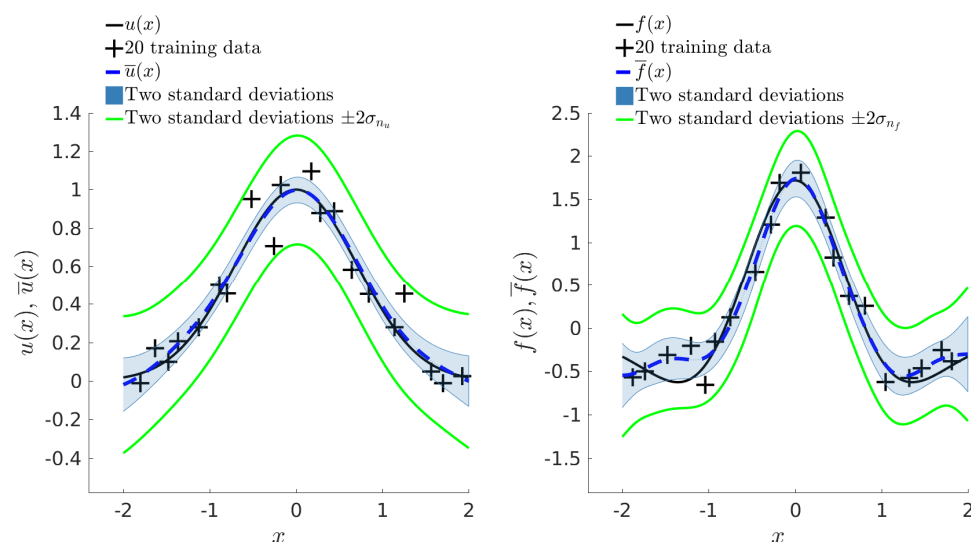 u(x)
20 training data
u̅(x)
Two standard deviations
Two standard deviations ±2σ_{n_u}
1.4
1.2
1
0.8
0.6
0.4
0.2
0
-0.2
-0.4
u(x), u̅(x)
-2 -1 0 1 2
x
f(x)
20 training data
f̅(x)
Two standard deviations
Two standard deviations ±2σ_{n_f}
2.5
2
1.5
1
0.5
0
-0.5
-1
-1.5
f(x), f̅(x)
-2 -1 0 1 2
x